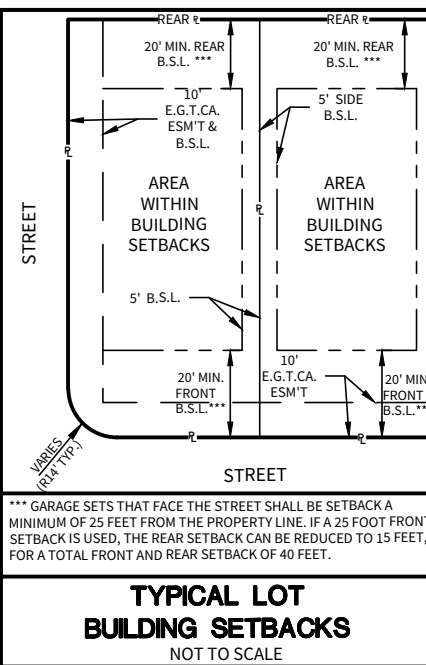 REAR ℄
REAR ℄
20' MIN. REAR
B.S.L. ***
20' MIN. REAR
B.S.L. ***
10'
E.G.T.CA.
ESM'T &
B.S.L.
5' SIDE
B.S.L.
℄
℄
STREET
AREA
WITHIN
BUILDING
SETBACKS
AREA
WITHIN
BUILDING
SETBACKS
5' B.S.L.
20' MIN.
FRONT
B.S.L.***
10'
E.G.T.CA.
ESM'T
20' MIN
FRONT
B.S.L.**
℄
℄
VARIES
(R14' TYP.)
STREET
*** GARAGE SETS THAT FACE THE STREET SHALL BE SETBACK A
MINIMUM OF 25 FEET FROM THE PROPERTY LINE. IF A 25 FOOT FRONT
SETBACK IS USED, THE REAR SETBACK CAN BE REDUCED TO 15 FEET,
FOR A TOTAL FRONT AND REAR SETBACK OF 40 FEET.
TYPICAL LOT
BUILDING SETBACKS
NOT TO SCALE